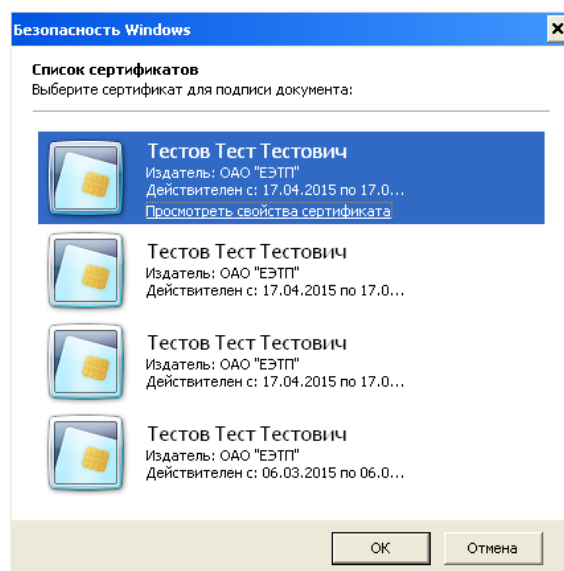 Безопасность Windows
Список сертификатов
Выберите сертификат для подписи документа:
Тестов Тест Тестович
Издатель: ОАО "ЕЭТП"
Действителен с: 17.04.2015 по 17.0...
Просмотреть свойства сертификата
Тестов Тест Тестович
Издатель: ОАО "ЕЭТП"
Действителен с: 17.04.2015 по 17.0...
Тестов Тест Тестович
Издатель: ОАО "ЕЭТП"
Действителен с: 17.04.2015 по 17.0...
Тестов Тест Тестович
Издатель: ОАО "ЕЭТП"
Действителен с: 06.03.2015 по 06.0...
ОК Отмена